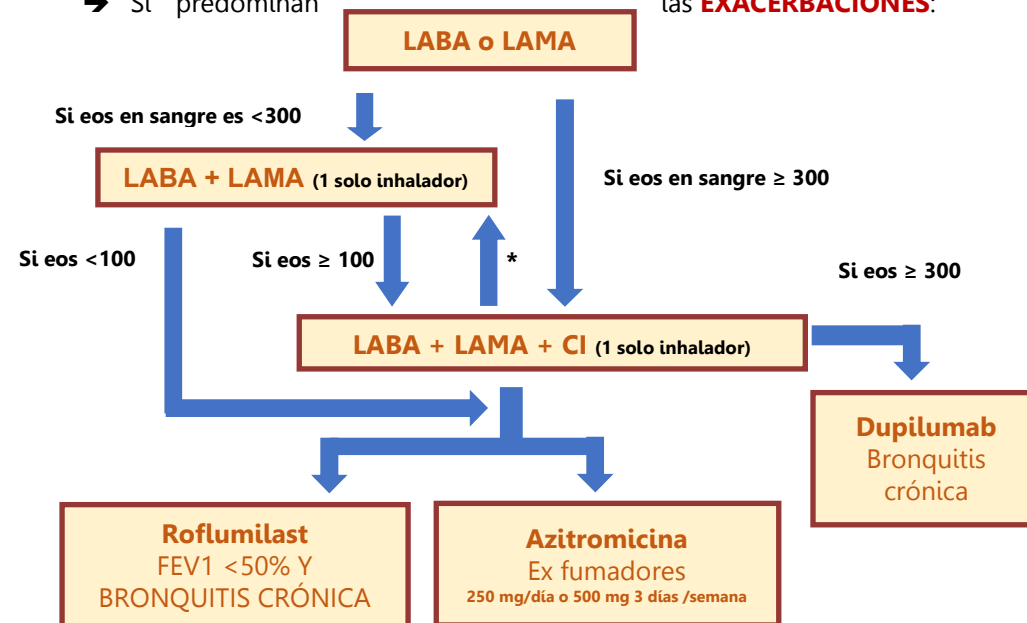 ➔ Si predominan las EXACERBACIONES:
LABA o LAMA
Si eos en sangre es <300
LABA + LAMA (1 solo inhalador)
Si eos en sangre ≥ 300
Si eos <100
Si eos ≥ 100
*
Si eos ≥ 300
LABA + LAMA + CI (1 solo inhalador)
Dupilumab
Bronquitis
crónica
Roflumilast
FEV1 <50% Y
BRONQUITIS CRÓNICA
Azitromicina
Ex fumadores
250 mg/día o 500 mg 3 días /semana